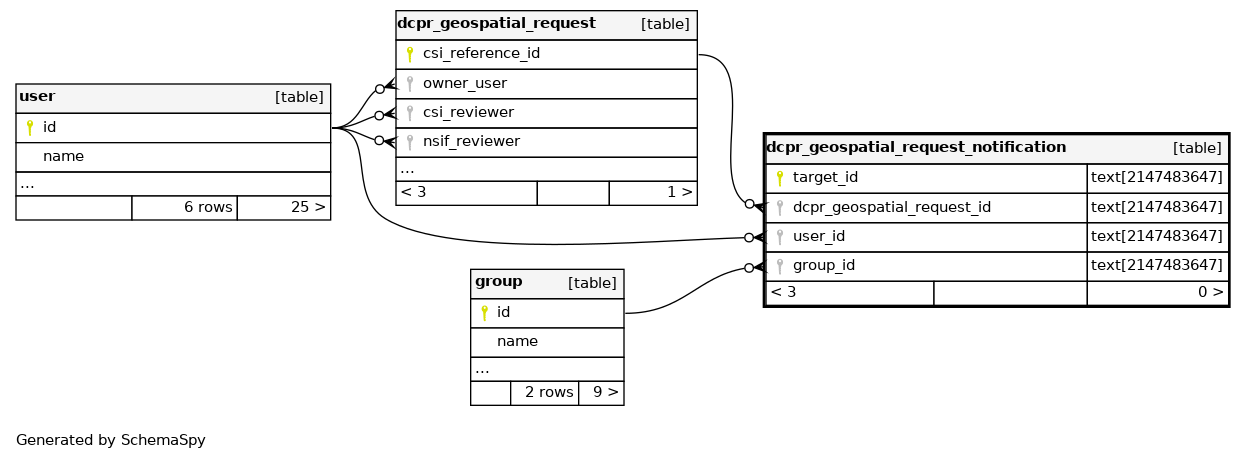 dcpr_geospatial_request [table]
csi_reference_id
owner_user
csi_reviewer
nsif_reviewer
...
< 3 1 >
user [table]
id
name
...
6 rows 25 >
dcpr_geospatial_request_notification [table]
target_id text[2147483647]
dcpr_geospatial_request_id text[2147483647]
user_id text[2147483647]
group_id text[2147483647]
< 3 0 >
group [table]
id
name
...
2 rows 9 >
Generated by SchemaSpy